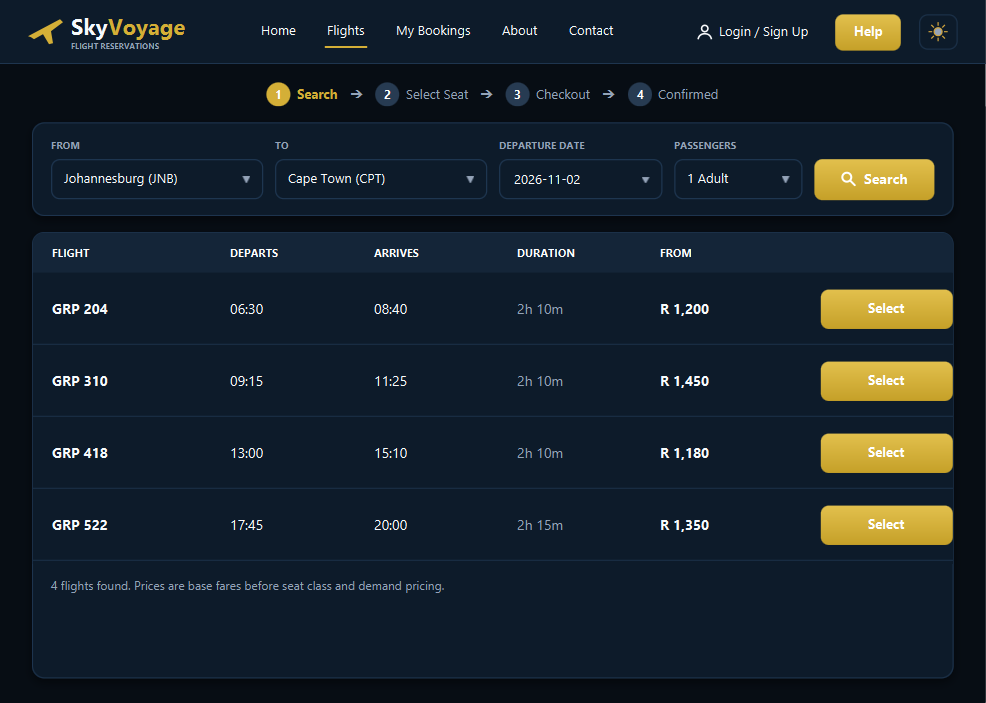 SkyVoyage
FLIGHT RESERVATIONS
Home Flights My Bookings About Contact Login / Sign Up Help
1 Search → 2 Select Seat → 3 Checkout → 4 Confirmed
FROM TO DEPARTURE DATE PASSENGERS
Johannesburg (JNB) ▼ Cape Town (CPT) ▼ 2026-11-02 ▼ 1 Adult ▼ Search
FLIGHT DEPARTS ARRIVES DURATION FROM
GRP 204 06:30 08:40 2h 10m R 1,200 Select
GRP 310 09:15 11:25 2h 10m R 1,450 Select
GRP 418 13:00 15:10 2h 10m R 1,180 Select
GRP 522 17:45 20:00 2h 15m R 1,350 Select
4 flights found. Prices are base fares before seat class and demand pricing.